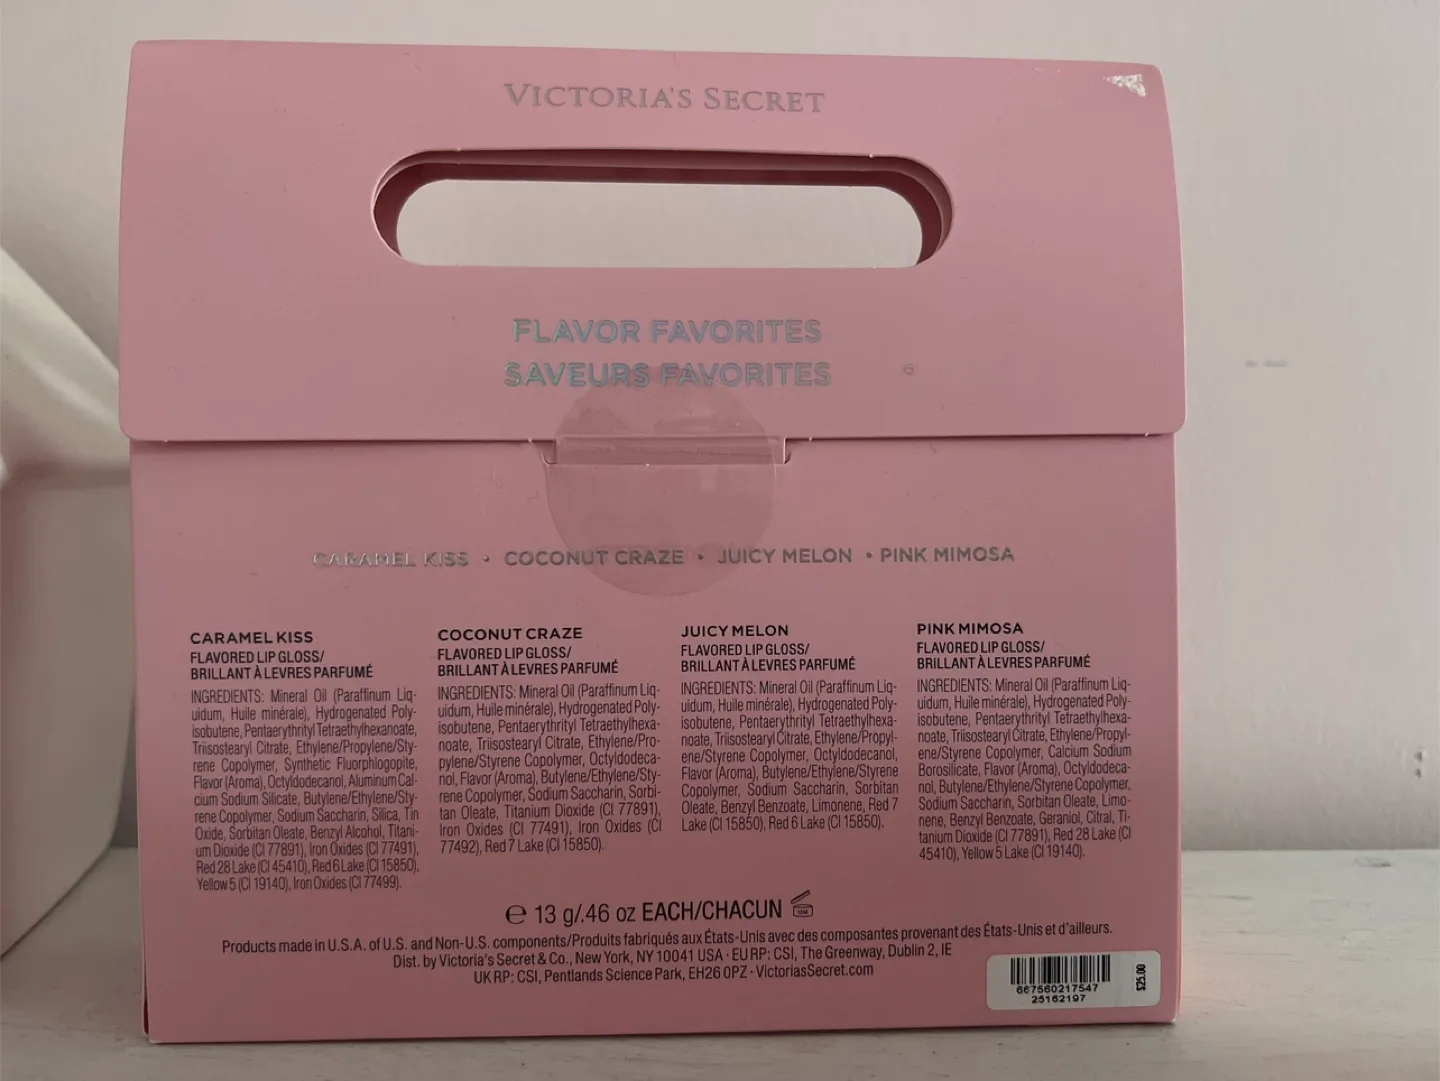 VICTORIA'S SECRET
FLAVOR FAVORITES
SAVEURS FAVORITES
CARAMEL KISS • COCONUT CRAZE • JUICY MELON • PINK MIMOSA
CARAMEL KISS
FLAVORED LIP GLOSS/
BRILLANT À LEVRES PARFUMÉ
INGREDIENTS: Mineral Oil (Paraffinum Liq-
uidum, Huile minérale), Hydrogenated Poly-
isobutene, Pentaerythrityl Tetraethylhexanoate,
Triisostearyl Citrate, Ethylene/Propylene/Sty-
rene Copolymer, Synthetic Fluorphlogopite,
Flavor (Aroma), Octyldodecanol, Aluminum Cal-
cium Sodium Silicate, Butylene/Ethylene/Sty-
rene Copolymer, Sodium Saccharin, Silica, Tin
Oxide, Sorbitan Oleate, Benzyl Alcohol, Titani-
um Dioxide (CI 77891), Iron Oxides (CI 77491),
Red 28 Lake (CI 45410), Red 6 Lake (CI 15850),
Yellow 5 (CI 19140), Iron Oxides (CI 77499).
COCONUT CRAZE
FLAVORED LIP GLOSS/
BRILLANT À LEVRES PARFUMÉ
INGREDIENTS: Mineral Oil (Paraffinum Liq-
uidum, Huile minérale), Hydrogenated Poly-
isobutene, Pentaerythrityl Tetraethylhexa-
noate, Triisostearyl Citrate, Ethylene/Pro-
pylene/Styrene Copolymer, Octyldodeca-
nol, Flavor (Aroma), Butylene/Ethylene/Sty-
rene Copolymer, Sodium Saccharin, Sorbi-
tan Oleate, Titanium Dioxide (CI 77891),
Iron Oxides (CI 77491), Iron Oxides (CI
77492), Red 7 Lake (CI 15850).
JUICY MELON
FLAVORED LIP GLOSS/
BRILLANT À LEVRES PARFUMÉ
INGREDIENTS: Mineral Oil (Paraffinum Liq-
uidum, Huile minérale), Hydrogenated Poly-
isobutene, Pentaerythrityl Tetraethylhexa-
noate, Triisostearyl Citrate, Ethylene/Propyl-
ene/Styrene Copolymer, Octyldodecanol,
Flavor (Aroma), Butylene/Ethylene/Styrene
Copolymer, Sodium Saccharin, Sorbitan
Oleate, Benzyl Benzoate, Limonene, Red 7
Lake (CI 15850), Red 6 Lake (CI 15850).
PINK MIMOSA
FLAVORED LIP GLOSS/
BRILLANT À LEVRES PARFUMÉ
INGREDIENTS: Mineral Oil (Paraffinum Liq-
uidum, Huile minérale), Hydrogenated Poly-
isobutene, Pentaerythrityl Tetraethylhexa-
noate, Triisostearyl Citrate, Ethylene/Propyl-
ene/Styrene Copolymer, Calcium Sodium
Borosilicate, Flavor (Aroma), Octyldodeca-
nol, Butylene/Ethylene/Styrene Copolymer,
Sodium Saccharin, Sorbitan Oleate, Limo-
nene, Benzyl Benzoate, Geraniol, Citral, Ti-
tanium Dioxide (CI 77891), Red 28 Lake (CI
45410), Yellow 5 Lake (CI 19140).
℮ 13 g/.46 oz EACH/CHACUN
Products made in U.S.A. of U.S. and Non-U.S. components/Produits fabriqués aux États-Unis avec des composantes provenant des États-Unis et d'ailleurs.
Dist. by Victoria's Secret & Co., New York, NY 10041 USA · EU RP: CSI, The Greenway, Dublin 2, IE
UK RP: CSI, Pentlands Science Park, EH26 0PZ - VictoriasSecret.com
667560217547
25162197
$25.00